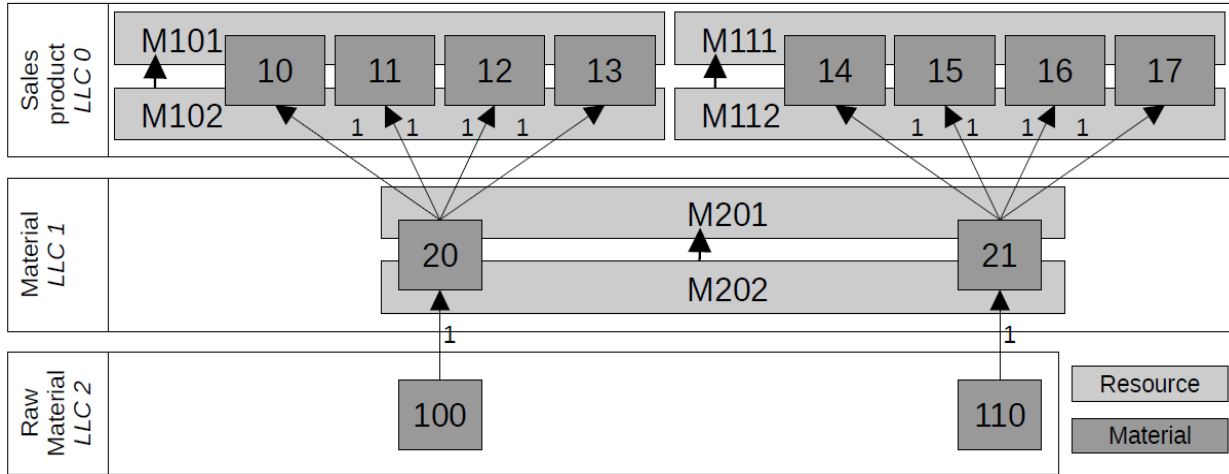 Sales
product
LLC 0
M101
M102
10
11
12
13
1 1 1 1
M111
M112
14
15
16
17
1 1 1 1
Material
LLC 1
M201
M202
20
21
1
1
Raw
Material
LLC 2
100
110
Resource
Material